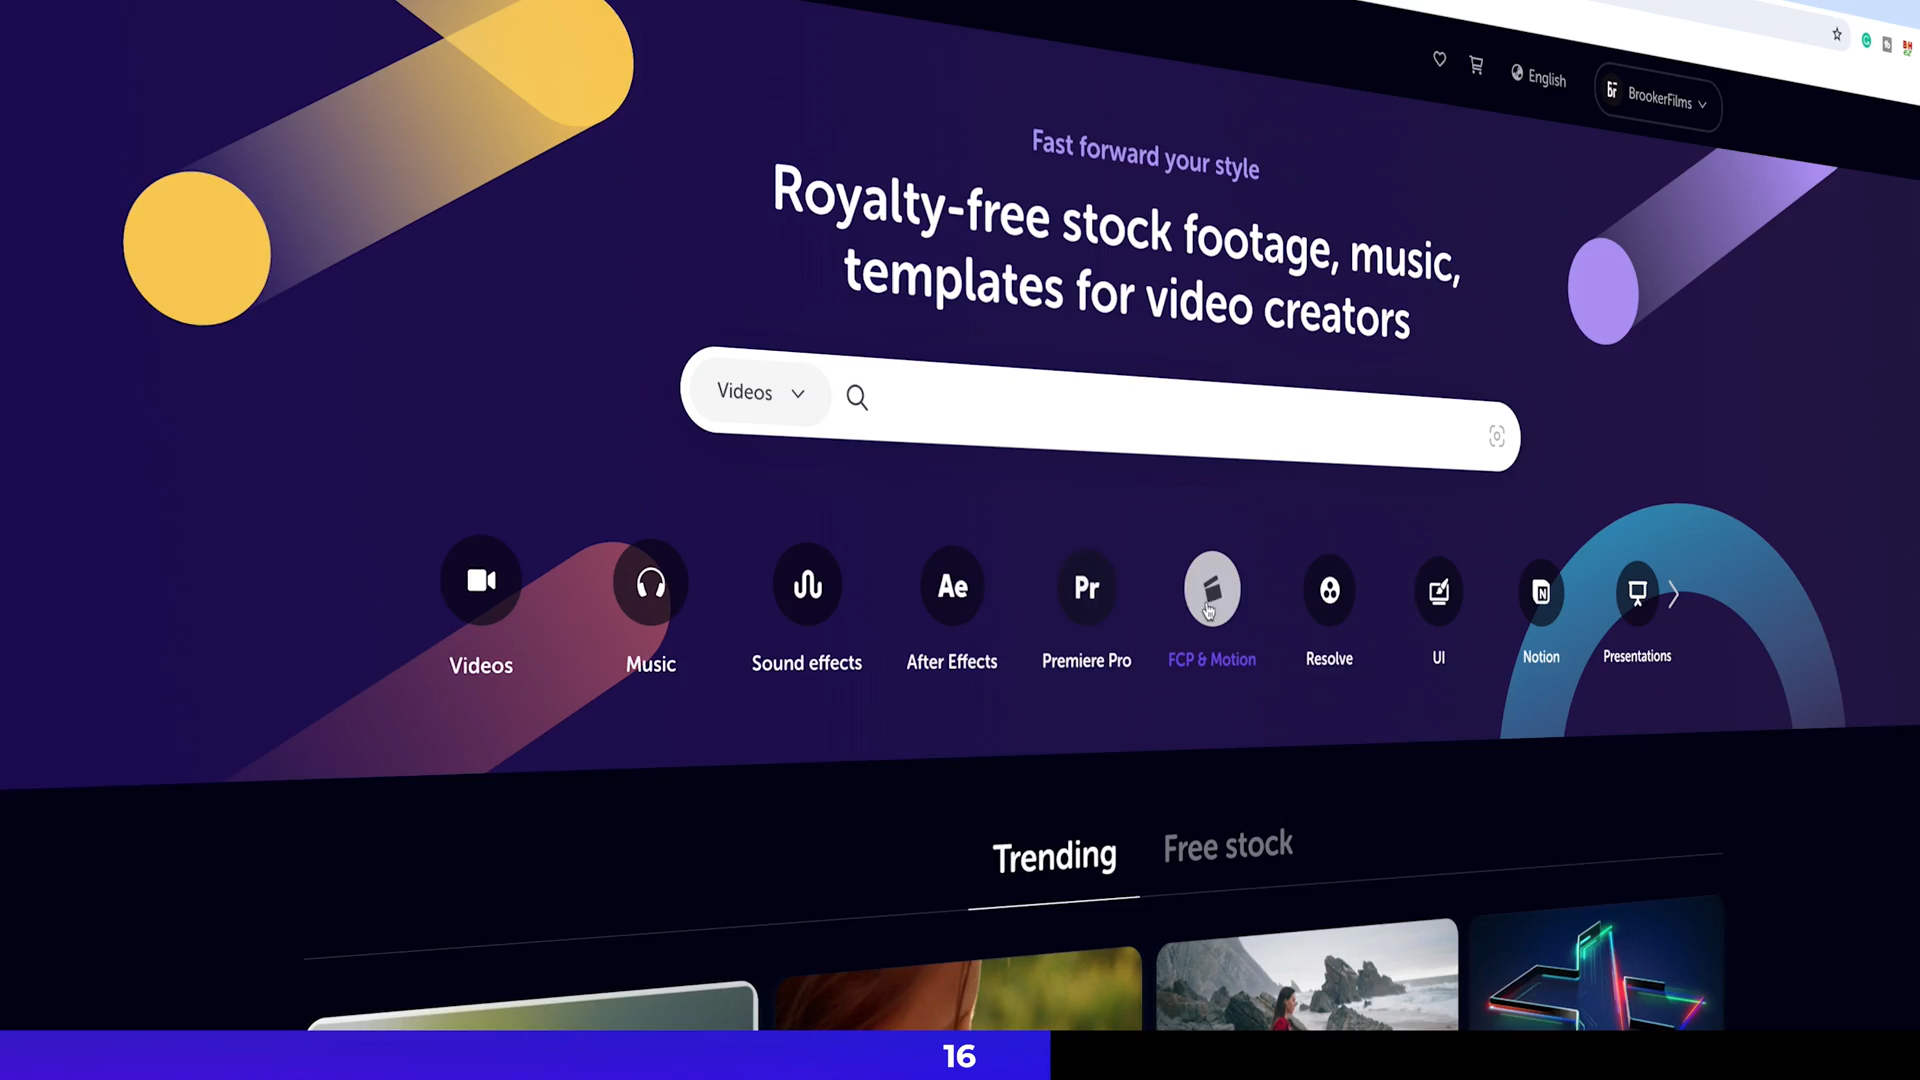 English
BrookerFilms
Fast forward your style
Royalty-free stock footage, music,
templates for video creators
Videos
Ae
Pr
Videos
Music
Sound effects
After Effects
Premiere Pro
FCP & Motion
Resolve
UI
Notion
Presentations
Trending
Free stock
16